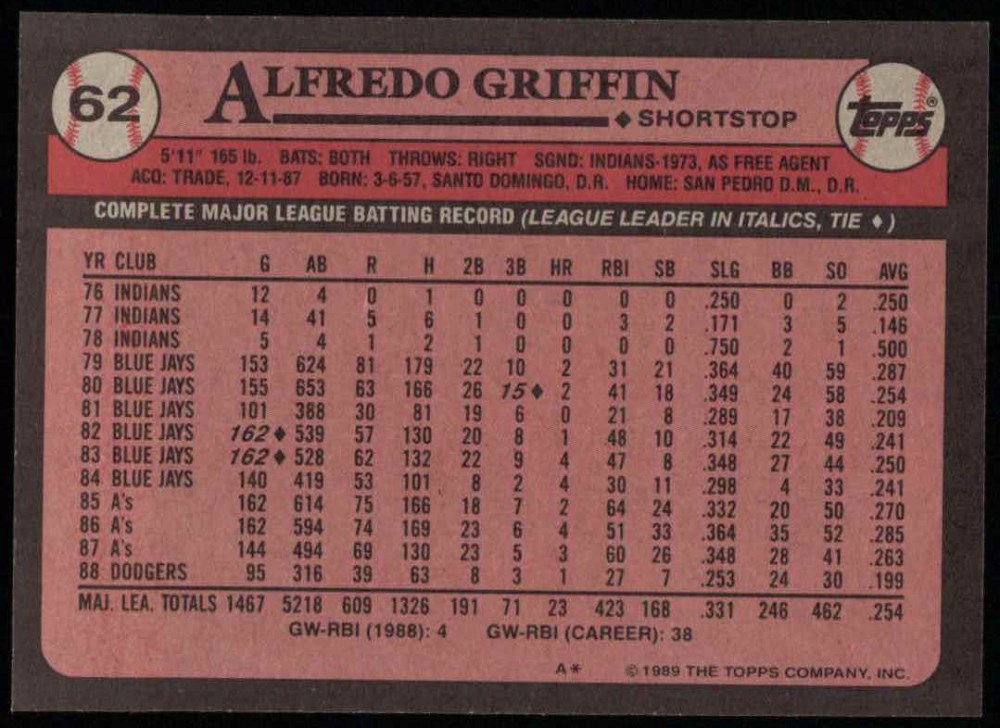 62
ALFREDO GRIFFIN
◆ SHORTSTOP
TOPPS®
5'11" 165 lb. BATS: BOTH THROWS: RIGHT SGND: INDIANS-1973, AS FREE AGENT
ACQ: TRADE, 12-11-87 BORN: 3-6-57, SANTO DOMINGO, D.R. HOME: SAN PEDRO D.M., D.R.
COMPLETE MAJOR LEAGUE BATTING RECORD (LEAGUE LEADER IN ITALICS, TIE ◆)
YR CLUB G AB R H 2B 3B HR RBI SB SLG BB SO AVG
76 INDIANS 12 4 0 1 0 0 0 0 0 .250 0 2 .250
77 INDIANS 14 41 5 6 1 0 0 3 2 .171 3 5 .146
78 INDIANS 5 4 1 2 1 0 0 0 0 .750 2 1 .500
79 BLUE JAYS 153 624 81 179 22 10 2 31 21 .364 40 59 .287
80 BLUE JAYS 155 653 63 166 26 15◆ 2 41 18 .349 24 58 .254
81 BLUE JAYS 101 388 30 81 19 6 0 21 8 .289 17 38 .209
82 BLUE JAYS 162◆ 539 57 130 20 8 1 48 10 .314 22 49 .241
83 BLUE JAYS 162◆ 528 62 132 22 9 4 47 8 .348 27 44 .250
84 BLUE JAYS 140 419 53 101 8 2 4 30 11 .298 4 33 .241
85 A's 162 614 75 166 18 7 2 64 24 .332 20 50 .270
86 A's 162 594 74 169 23 6 4 51 33 .364 35 52 .285
87 A's 144 494 69 130 23 5 3 60 26 .348 28 41 .263
88 DODGERS 95 316 39 63 8 3 1 27 7 .253 24 30 .199
MAJ. LEA. TOTALS 1467 5218 609 1326 191 71 23 423 168 .331 246 462 .254
GW-RBI (1988): 4 GW-RBI (CAREER): 38
A* © 1989 THE TOPPS COMPANY, INC.